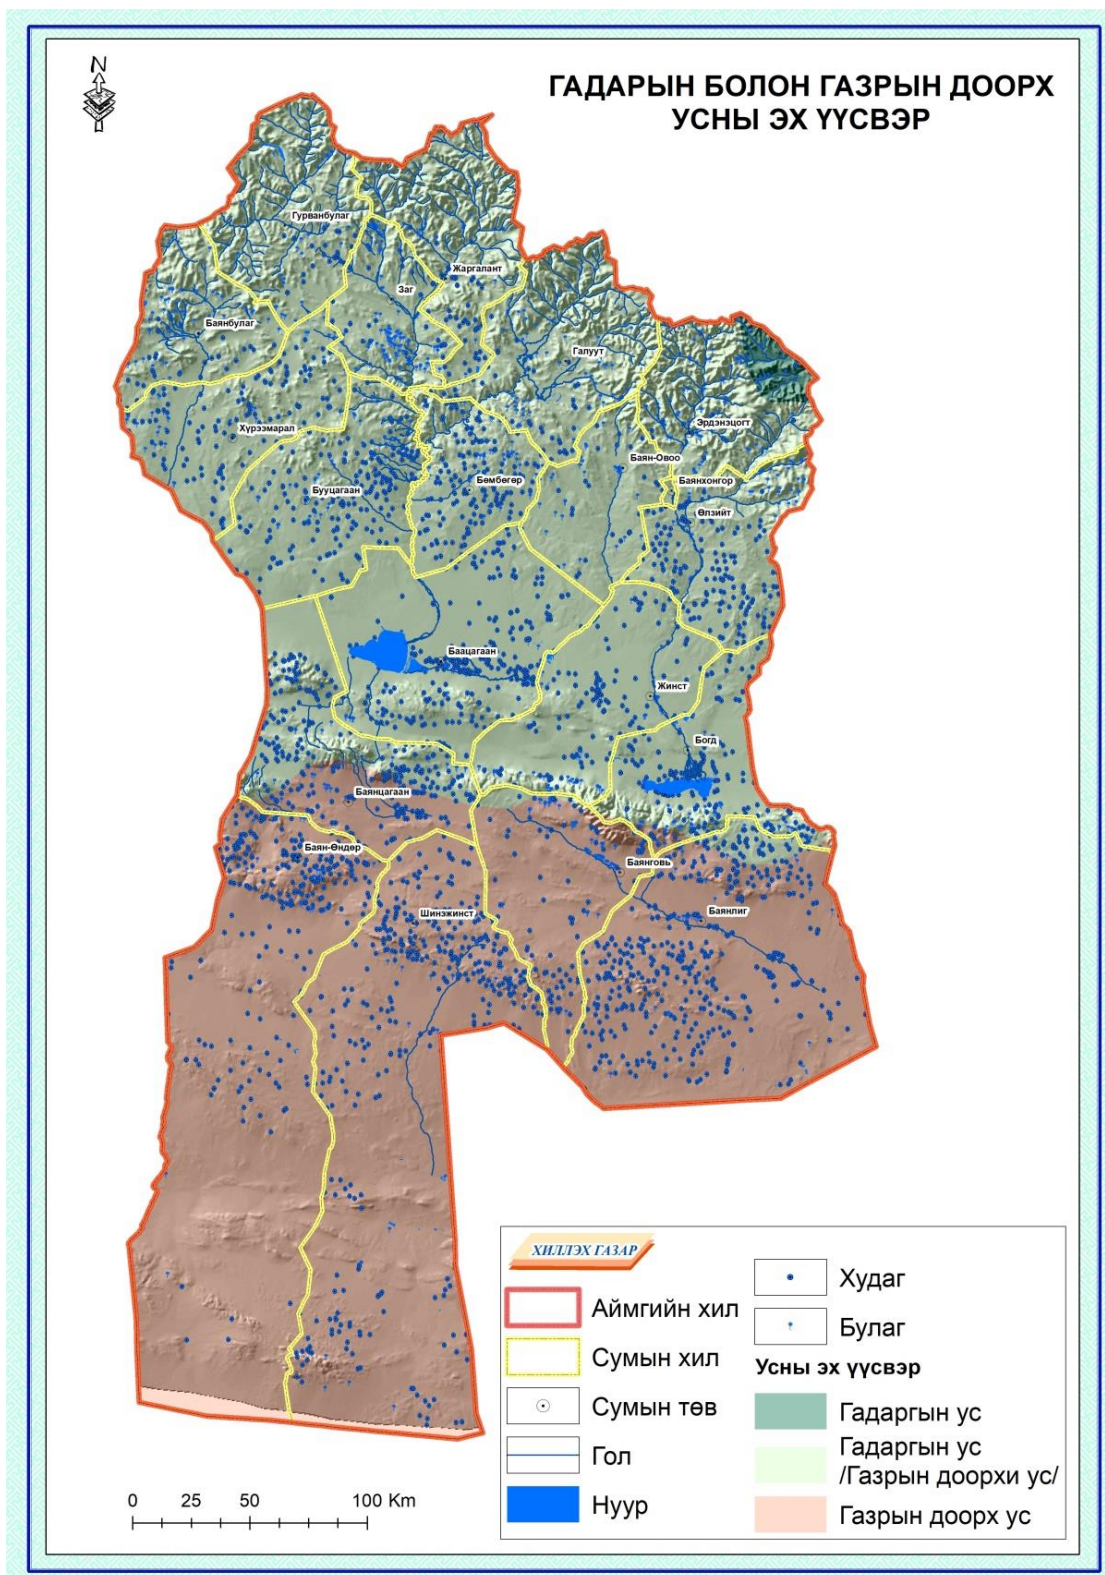 N
ГАДАРЫН БОЛОН ГАЗРЫН ДООРХ
УСНЫ ЭХ ҮҮСВЭР
Гурванбулаг
Жаргалант
Заг
Баянбулаг
Галуут
Эрдэнэцогт
Хүрээмарал
Баян-Овоо
Баянхонгор
Бөмбөгөр
Бууцагаан
Өлзийт
Баацагаан
Жинст
Богд
Баянцагаан
Баян-Өндөр
Баянговь
Баянлиг
Шинэжинст
ХИЛЛЭХ ГАЗАР
Аймгийн хил
Сумын хил
Сумын төв
Гол
Нуур
Худаг
Булаг
Усны эх үүсвэр
Гадаргын ус
Гадаргын ус
/Газрын доорхи ус/
Газрын доорх ус
0 25 50 100 Km